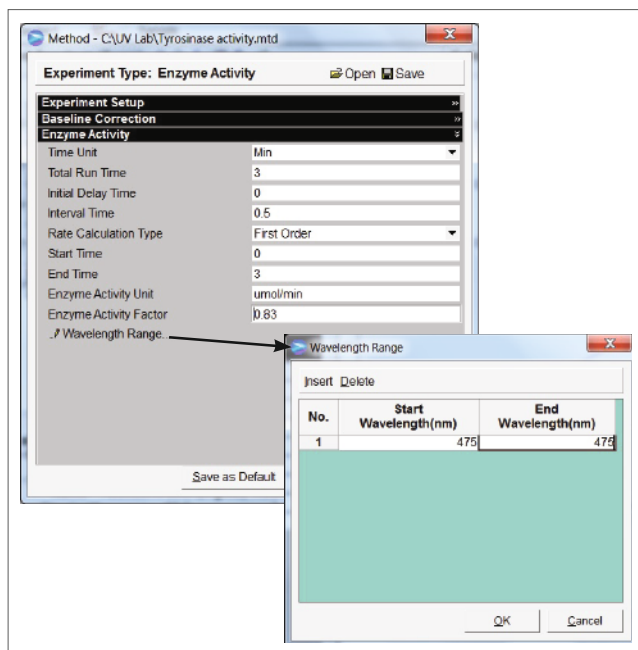 Method - C:\UV Lab\Tyrosinase activity.mtd
X
Experiment Type: Enzyme Activity Open Save
Experiment Setup »
Baseline Correction »
Enzyme Activity
Time Unit Min
Total Run Time 3
Initial Delay Time 0
Interval Time 0.5
Rate Calculation Type First Order
Start Time 0
End Time 3
Enzyme Activity Unit umol/min
Enzyme Activity Factor 0.83
Wavelength Range...
Save as Default
Wavelength Range
X
Insert Delete
No. Start Wavelength(nm) End Wavelength(nm)
1 475 475
OK Cancel